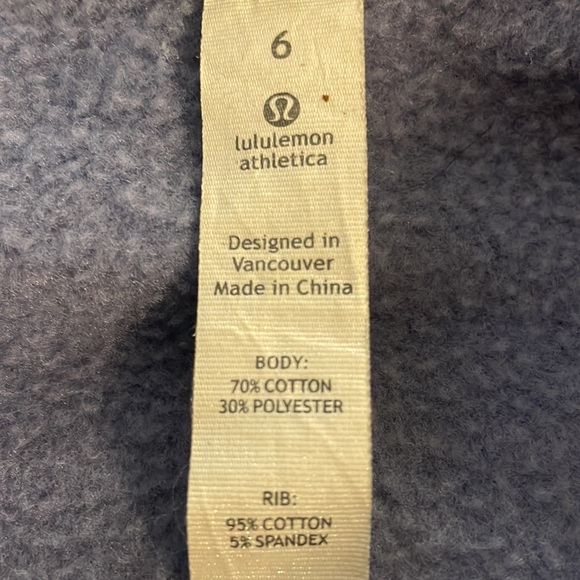 6
lululemon
athletica
Designed in
Vancouver
Made in China
BODY:
70% COTTON
30% POLYESTER
RIB:
95% COTTON
5% SPANDEX